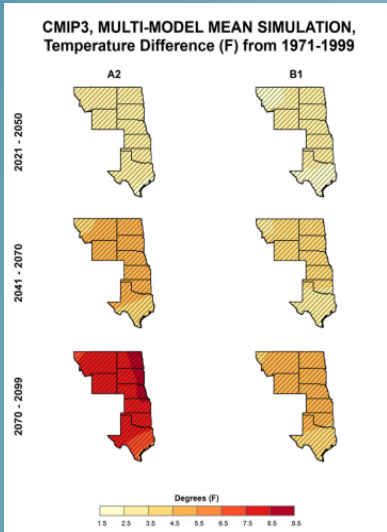 CMIP3, MULTI-MODEL MEAN SIMULATION,
Temperature Difference (F) from 1971-1999
A2 B1
2021 - 2050
2041 - 2070
2070 - 2099
Degrees (F)
1.5 2.5 3.5 4.5 5.5 6.5 7.5 8.5 9.5